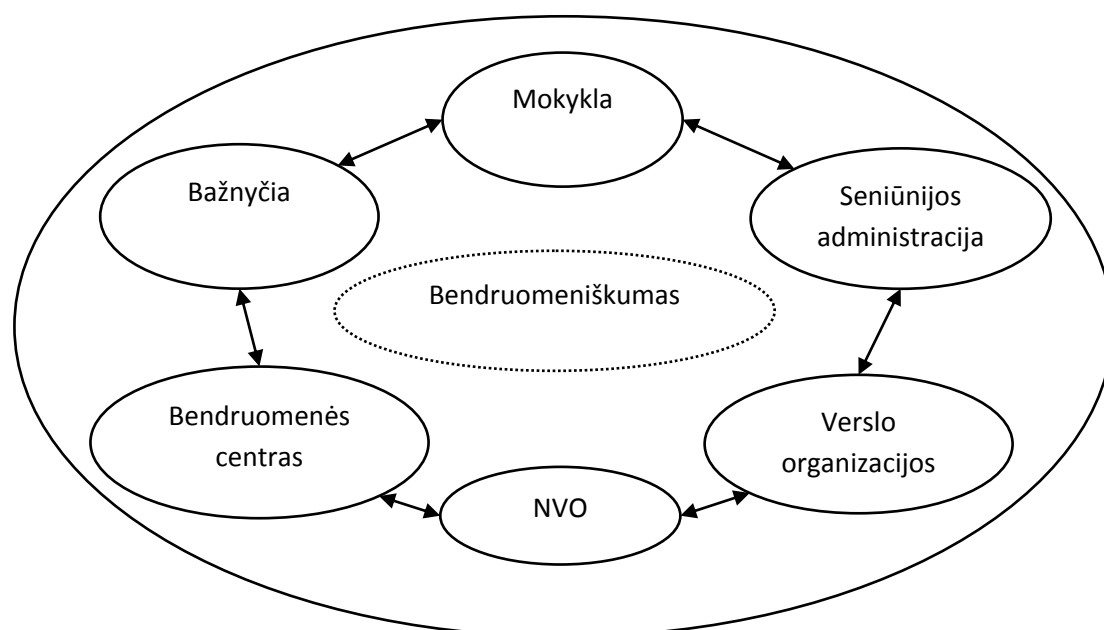 Mokykla
Bažnyčia
Seniūnijos
administracija
Bendruomeniškumas
Bendruomenės
centras
Verslo
organizacijos
NVO